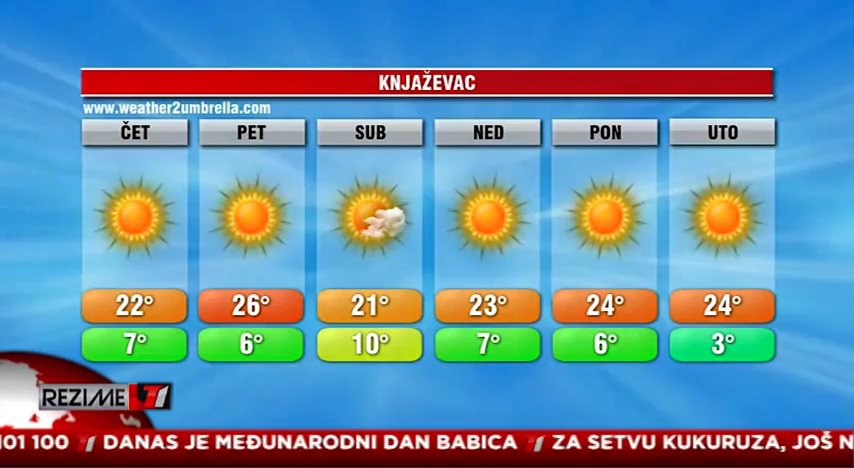 KNJAŽEVAC
www.weather2umbrella.com
ČET PET SUB NED PON UTO
22° 26° 21° 23° 24° 24°
7° 6° 10° 7° 6° 3°
REZIME T1
101 100 DANAS JE MEĐUNARODNI DAN BABICA ZA SETVU KUKURUZA, JOŠ N